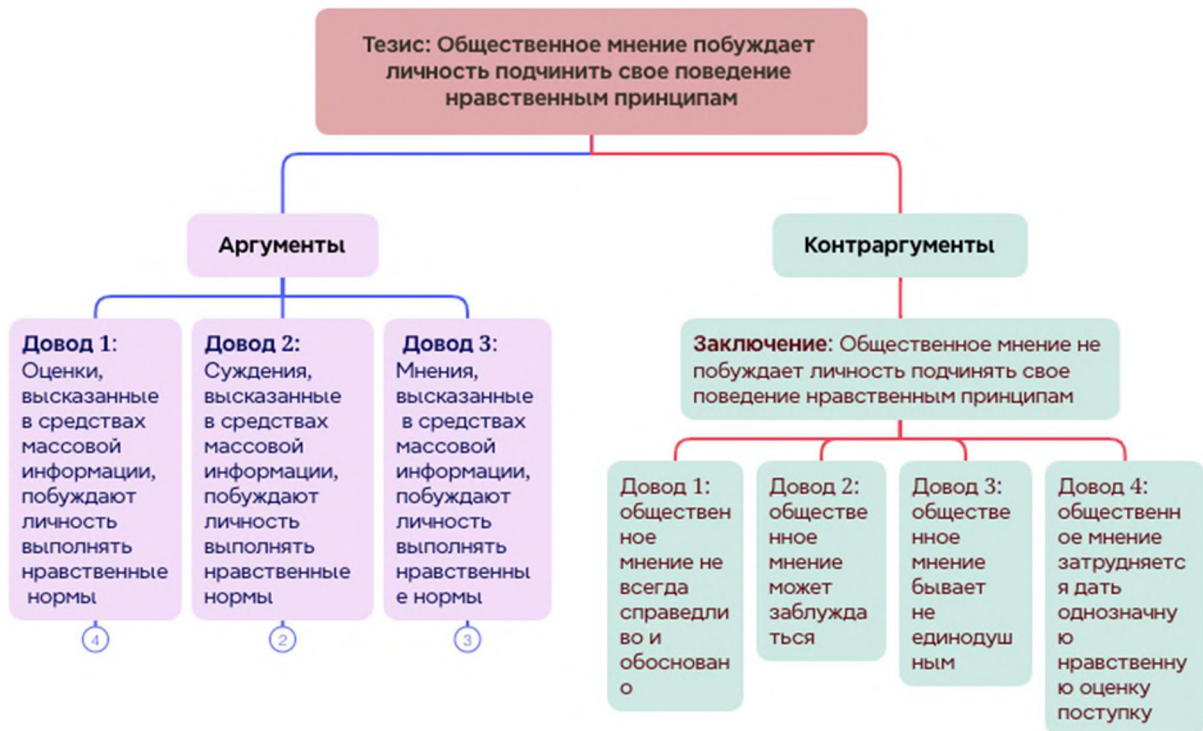 Тезис: Общественное мнение побуждает
личность подчинить свое поведение
нравственным принципам
Аргументы
Контраргументы
Довод 1:
Оценки,
высказанные
в средствах
массовой
информации,
побуждают
личность
выполнять
нравственные
нормы
4
Довод 2:
Суждения,
высказанные
в средствах
массовой
информации,
побуждают
личность
выполнять
нравственные
нормы
2
Довод 3:
Мнения,
высказанные
в средствах
массовой
информации,
побуждают
личность
выполнять
нравственны
е нормы
3
Заключение: Общественное мнение не
побуждает личность подчинять свое
поведение нравственным принципам
Довод 1:
обществен
ное
мнение не
всегда
справедли
во и
обосновaн
о
Довод 2:
обществе
нное
мнение
может
заблужда
ться
Довод 3:
обществе
нное
мнение
бывает
не
единодуш
ным
Довод 4:
общественн
ое мнение
затрудняетс
я дать
однозначну
ю
нравственну
ю оценку
поступку